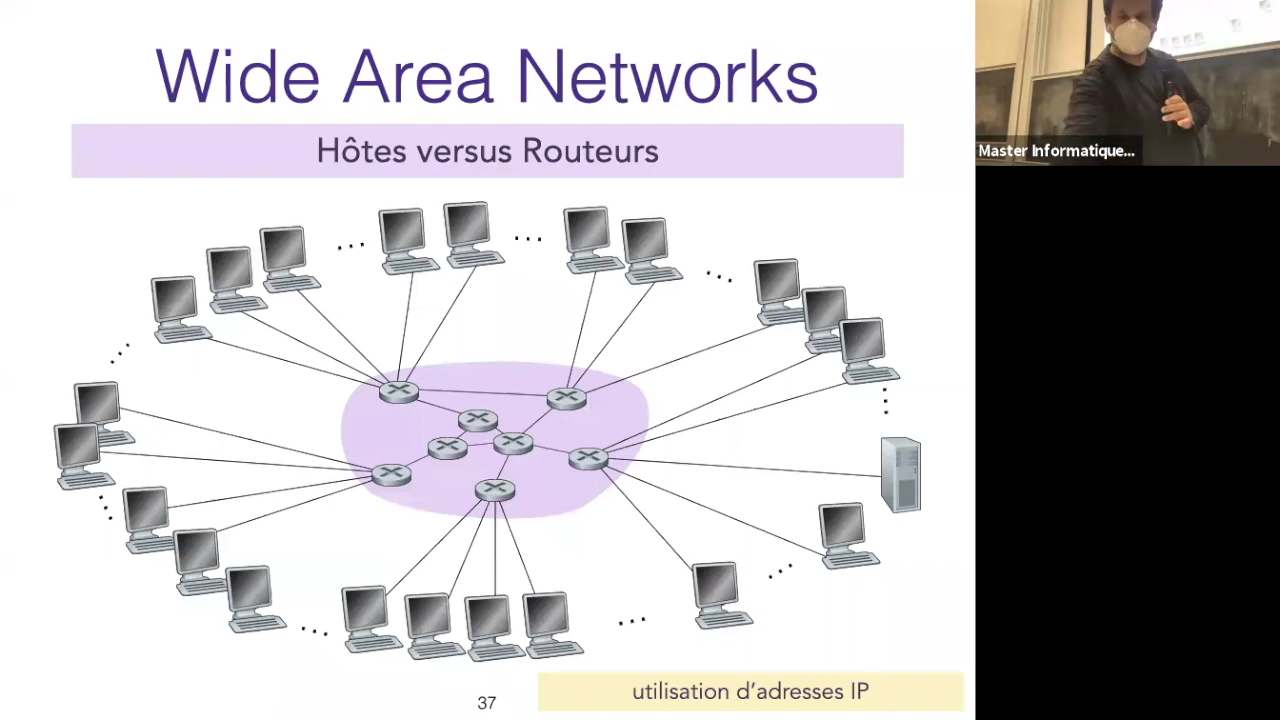 Wide Area Networks
Hôtes versus Routeurs
Master Informatique...
37
utilisation d'adresses IP